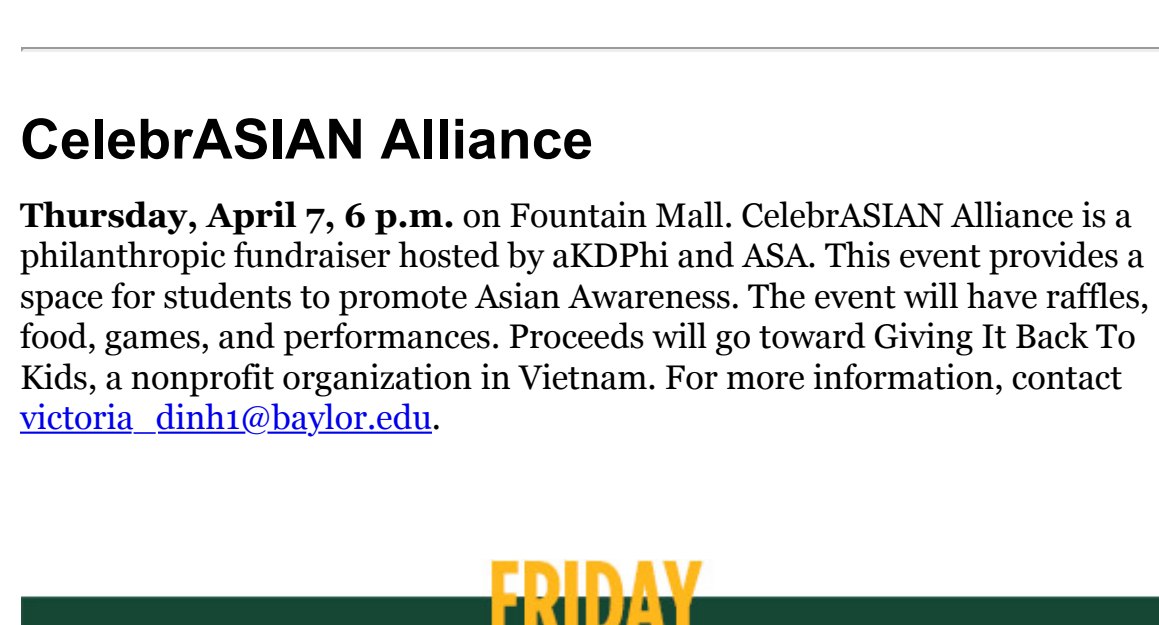 CelebrASIAN Alliance
Thursday, April 7, 6 p.m. on Fountain Mall. CelebrASIAN Alliance is a
philanthropic fundraiser hosted by aKDPhi and ASA. This event provides a
space for students to promote Asian Awareness. The event will have raffles,
food, games, and performances. Proceeds will go toward Giving It Back To
Kids, a nonprofit organization in Vietnam. For more information, contact
victoria_dinh1@baylor.edu.
FRIDAY